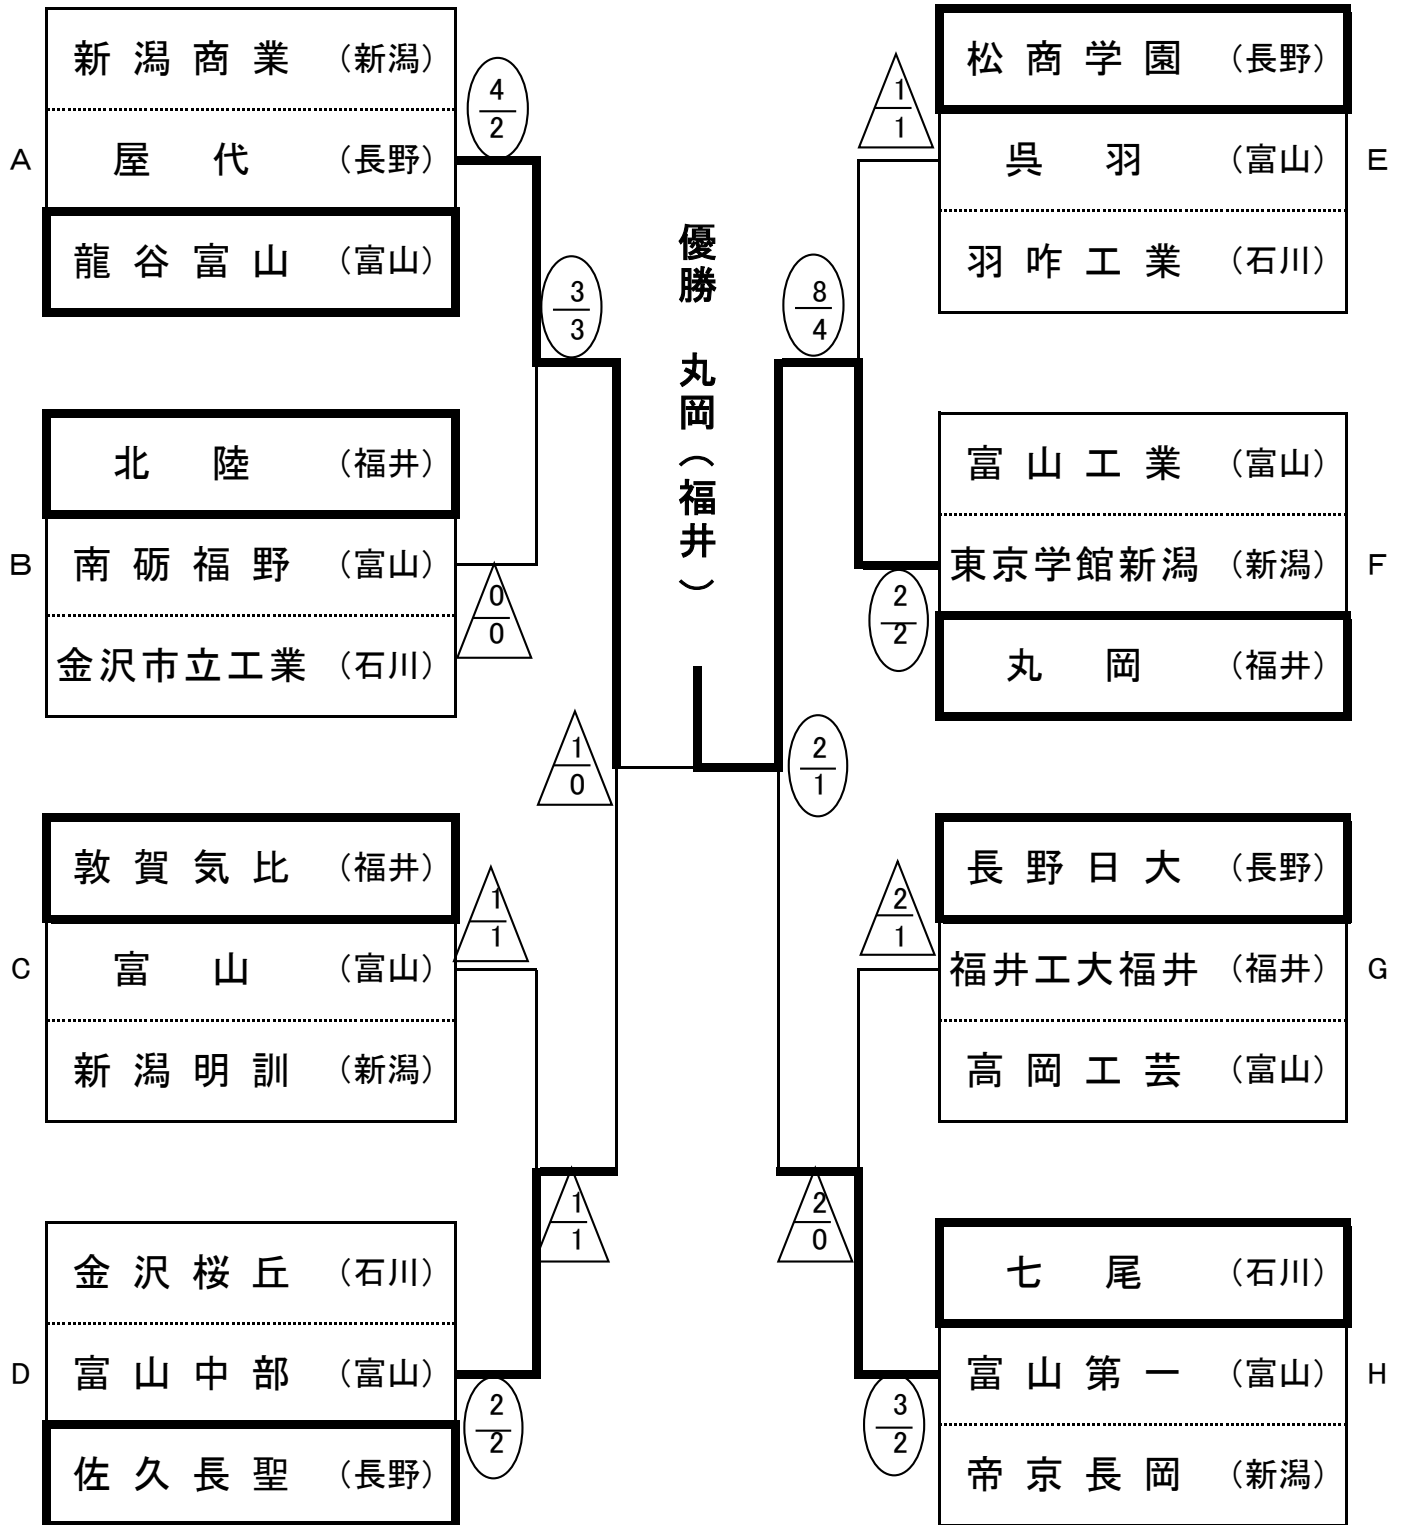 新潟商業 （新潟）
屋代 （長野）
龍谷富山 （富山）
A
4
2
北陸 （福井）
南砺福野 （富山）
金沢市立工業 （石川）
B
0
0
3
3
敦賀気比 （福井）
富山 （富山）
新潟明訓 （新潟）
C
1
1
金沢桜丘 （石川）
富山中部 （富山）
佐久長聖 （長野）
D
2
2
1
1
1
0
優勝 丸岡（福井）
松商学園 （長野）
呉羽 （富山）
羽咋工業 （石川）
E
1
1
富山工業 （富山）
東京学館新潟 （新潟）
丸岡 （福井）
F
2
2
8
4
2
1
長野日大 （長野）
福井工大福井 （福井）
高岡工芸 （富山）
G
2
1
七尾 （石川）
富山第一 （富山）
帝京長岡 （新潟）
H
3
2
2
0